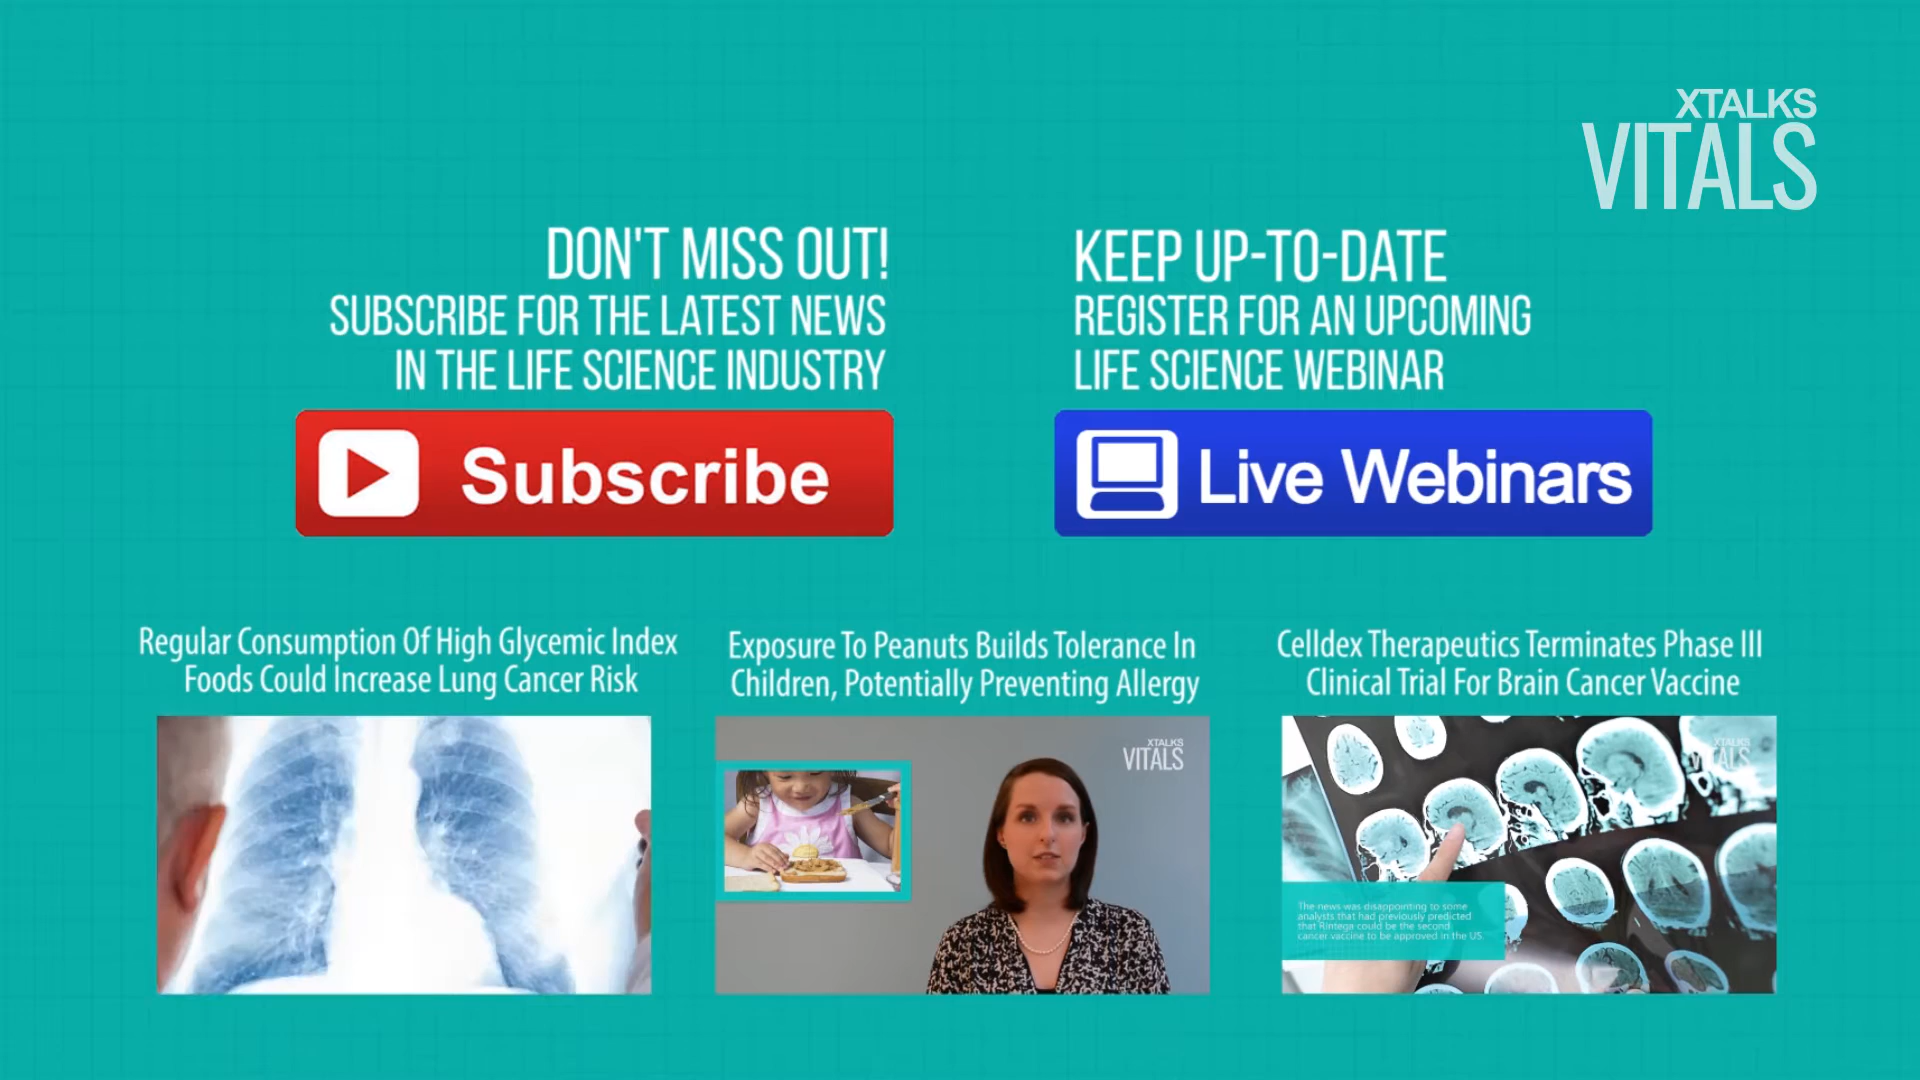 XTALKS
VITALS
DON'T MISS OUT!
SUBSCRIBE FOR THE LATEST NEWS
IN THE LIFE SCIENCE INDUSTRY
Subscribe
KEEP UP-TO-DATE
REGISTER FOR AN UPCOMING
LIFE SCIENCE WEBINAR
Live Webinars
Regular Consumption Of High Glycemic Index
Foods Could Increase Lung Cancer Risk
Exposure To Peanuts Builds Tolerance In
Children, Potentially Preventing Allergy
XTALKS
VITALS
Celldex Therapeutics Terminates Phase III
Clinical Trial For Brain Cancer Vaccine
XTALKS
VITALS
The news was disappointing to some
analysts that had previously predicted
that Rintega could be the second
cancer vaccine to be approved in the US.